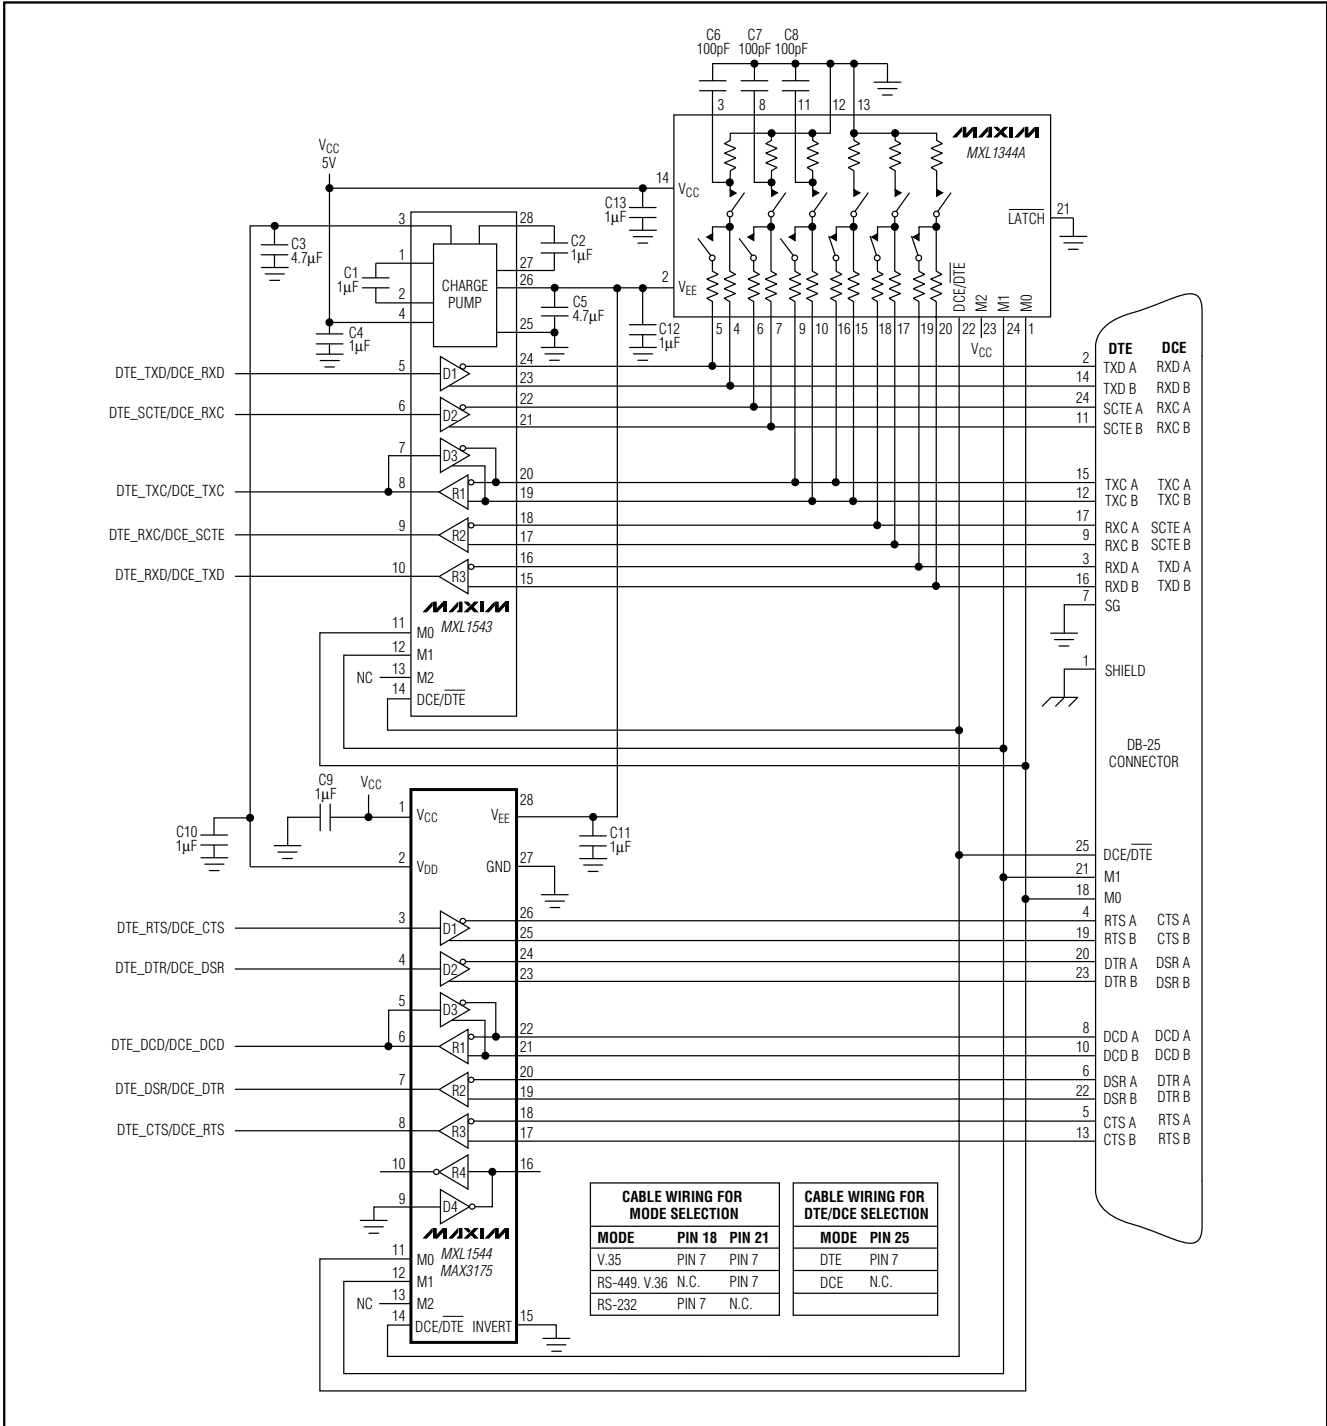 C6 C7 C8
100pF 100pF 100pF
3 8 11 12 13
MAXIM
MXL1344A
VCC
5V
14 VCC
C13
1µF
LATCH 21
3 28
C3
4.7µF
C2
1µF
1 27
C1
1µF
CHARGE
PUMP
26
2 VEE
DCE/DTE M2 M1 M0
2 C5
4.7µF
4 25
C4
1µF
C12
1µF
5 4 6 7 9 10 16 15 18 17 19 20 22 23 24 1
VCC
DTE DCE
DTE_TXD/DCE_RXD 5 D1 24 2 TXD A RXD A
23 14 TXD B RXD B
DTE_SCTE/DCE_RXC 6 D2 22 24 SCTE A RXC A
21 11 SCTE B RXC B
7 D3
DTE_TXC/DCE_TXC 8 R1 20 15 TXC A TXC A
19 12 TXC B TXC B
DTE_RXC/DCE_SCTE 9 R2 18 17 RXC A SCTE A
17 9 RXC B SCTE B
DTE_RXD/DCE_TXD 10 R3 16 3 RXD A TXD A
15 16 RXD B TXD B
7 SG
MAXIM
MXL1543
11 M0
12 M1
NC 13 M2
14 DCE/DTE
1 SHIELD
DB-25
CONNECTOR
C9
1µF
VCC
1 VCC VEE 28
C10
1µF
C11
1µF
2 VDD GND 27
25 DCE/DTE
21 M1
18 M0
DTE_RTS/DCE_CTS 3 D1 26 4 RTS A CTS A
25 19 RTS B CTS B
DTE_DTR/DCE_DSR 4 D2 24 20 DTR A DSR A
23 23 DTR B DSR B
5 D3
DTE_DCD/DCE_DCD 6 R1 22 8 DCD A DCD A
21 10 DCD B DCD B
DTE_DSR/DCE_DTR 7 R2 20 6 DSR A DTR A
19 22 DSR B DTR B
DTE_CTS/DCE_RTS 8 R3 18 5 CTS A RTS A
17 13 CTS B RTS B
10 R4 16
9 D4
MAXIM
MXL1544
MAX3175
11 M0
12 M1
NC 13 M2
14 DCE/DTE INVERT 15
CABLE WIRING FOR
MODE SELECTION
MODE PIN 18 PIN 21
V.35 PIN 7 PIN 7
RS-449. V.36 N.C. PIN 7
RS-232 PIN 7 N.C.
CABLE WIRING FOR
DTE/DCE SELECTION
MODE PIN 25
DTE PIN 7
DCE N.C.